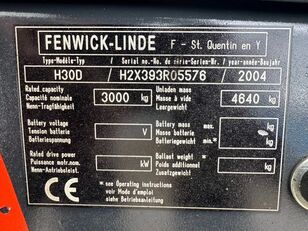 FENWICK-LINDE F - St. Quentin en Y
Type-Modèle-Typ / Serial no - No de série-Serien-Nr./year-année-Baujahr
H30D / H2X393R05576 / 2004
Rated capacity
Capacité nominale 3000 kg
Nenn-Tragfähigkeit
Unladen mass
Masse à vide 4640 kg
Leergewicht
Battery voltage
Tension batterie V
Batteriespannung
Battery mass max kg
Masse batterie
Batteriegewicht min. kg
Rated drive power
Puissance motr. nom. kW
Nenn-Antriebsleist.
Ballast weight *
Poids additionnel kg
Zusatzgewicht
CE
* see Operating instructions
voir Mode d'emploi
siehe Betriebsanleitung